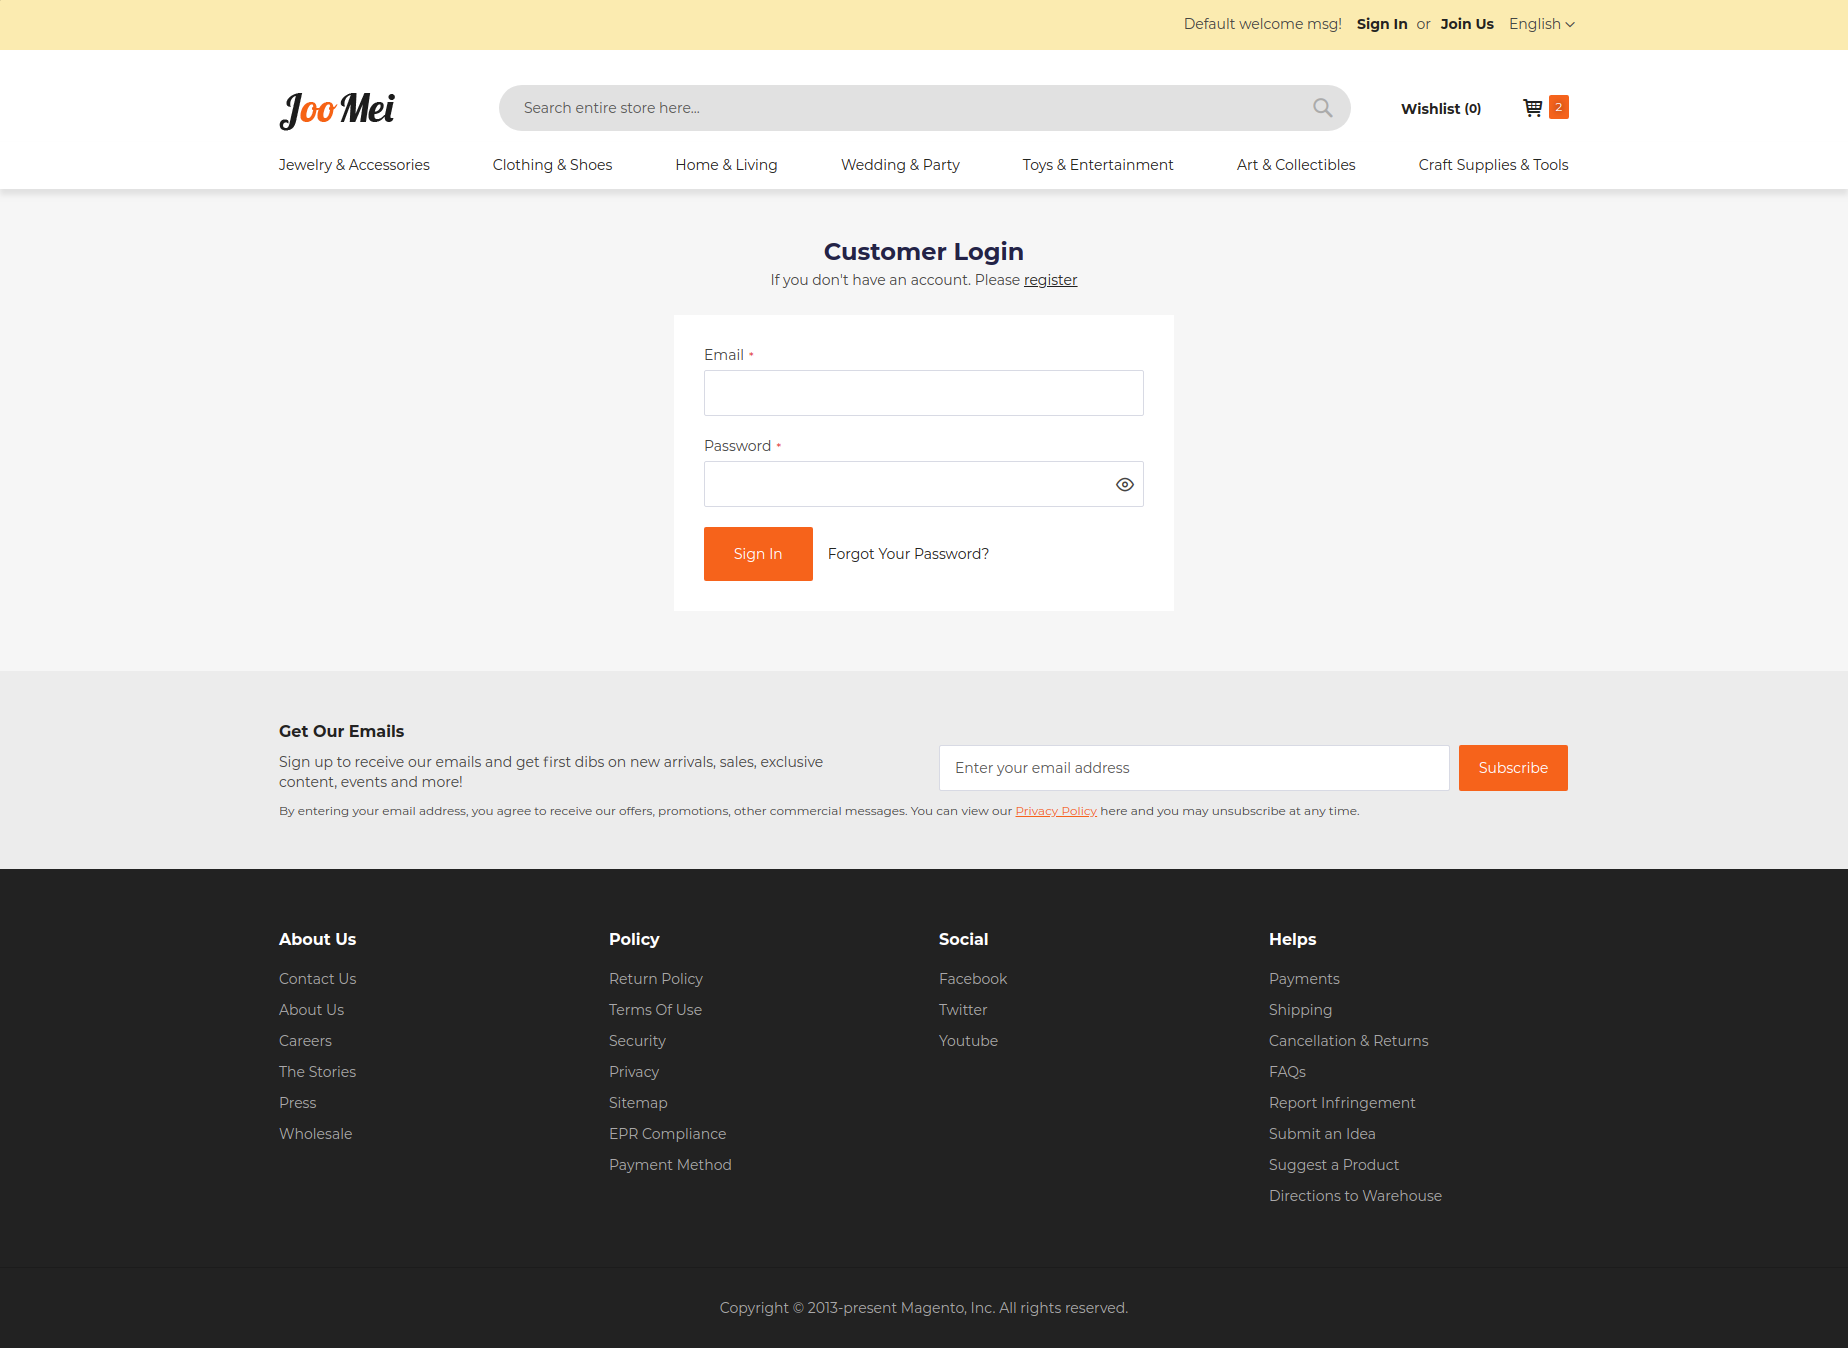 Default welcome msg! Sign In or Join Us English
Joo Mei
Search entire store here...
Wishlist (0)
2
Jewelry & Accessories Clothing & Shoes Home & Living Wedding & Party Toys & Entertainment Art & Collectibles Craft Supplies & Tools
Customer Login
If you don't have an account. Please register
Email *
Password *
Sign In Forgot Your Password?
Get Our Emails
Sign up to receive our emails and get first dibs on new arrivals, sales, exclusive
content, events and more!
Enter your email address
Subscribe
By entering your email address, you agree to receive our offers, promotions, other commercial messages. You can view our Privacy Policy here and you may unsubscribe at any time.
About Us
Contact Us
About Us
Careers
The Stories
Press
Wholesale
Policy
Return Policy
Terms Of Use
Security
Privacy
Sitemap
EPR Compliance
Payment Method
Social
Facebook
Twitter
Youtube
Helps
Payments
Shipping
Cancellation & Returns
FAQs
Report Infringement
Submit an Idea
Suggest a Product
Directions to Warehouse
Copyright © 2013-present Magento, Inc. All rights reserved.